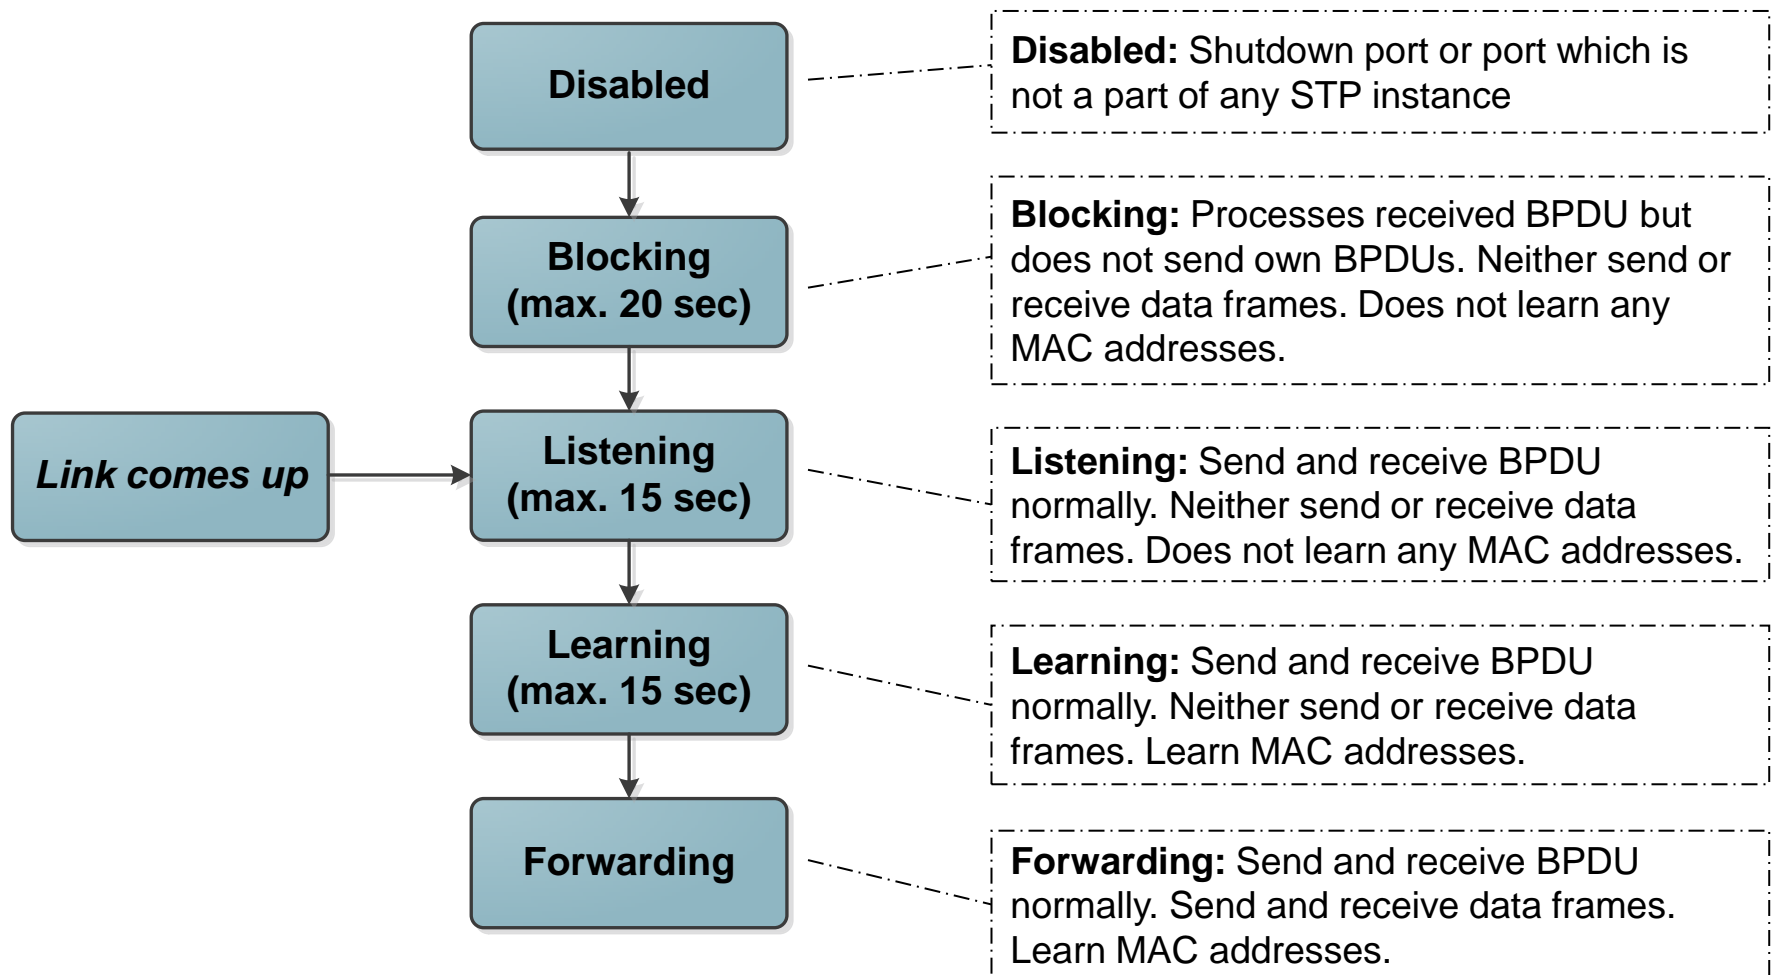 Disabled
Disabled: Shutdown port or port which is
not a part of any STP instance
Blocking
(max. 20 sec)
Blocking: Processes received BPDU but
does not send own BPDUs. Neither send or
receive data frames. Does not learn any
MAC addresses.
Link comes up
Listening
(max. 15 sec)
Listening: Send and receive BPDU
normally. Neither send or receive data
frames. Does not learn any MAC addresses.
Learning
(max. 15 sec)
Learning: Send and receive BPDU
normally. Neither send or receive data
frames. Learn MAC addresses.
Forwarding
Forwarding: Send and receive BPDU
normally. Send and receive data frames.
Learn MAC addresses.